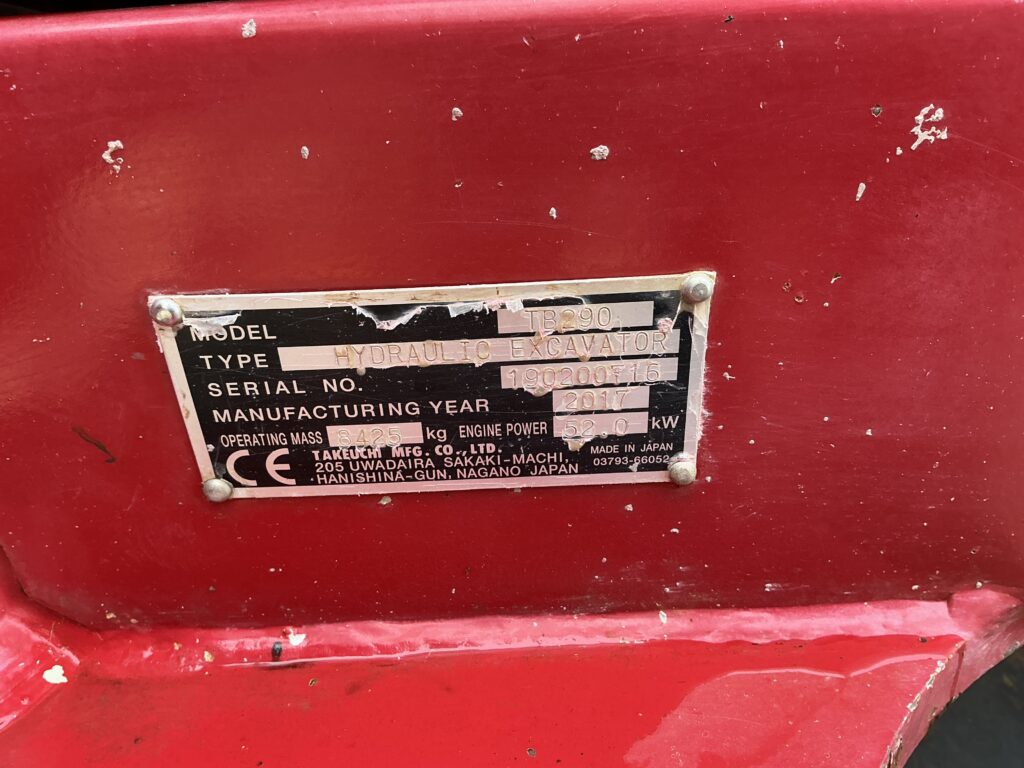 MODEL TB290
TYPE HYDRAULIC EXCAVATOR
SERIAL NO. 190200716
MANUFACTURING YEAR 2017
OPERATING MASS 8425 kg ENGINE POWER 52.0 kW
CE TAKEUCHI MFG. CO., LTD. MADE IN JAPAN
205 UWADAIRA SAKAKI-MACHI, 03793-66052
HANISHINA-GUN, NAGANO JAPAN